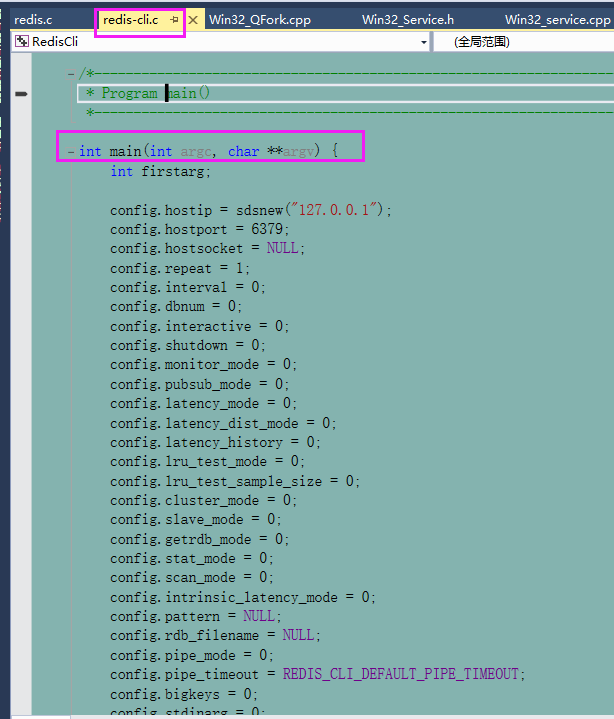 redis.c redis-cli.c Win32_QFork.cpp Win32_Service.h Win32_service.cpp
RedisCli (全局范围)
/*--------------------------------------------------------------------
* Program main()
*--------------------------------------------------------------------
int main(int argc, char **argv) {
int firstarg;
config.hostip = sdsnew("127.0.0.1");
config.hostport = 6379;
config.hostsocket = NULL;
config.repeat = 1;
config.interval = 0;
config.dbnum = 0;
config.interactive = 0;
config.shutdown = 0;
config.monitor_mode = 0;
config.pubsub_mode = 0;
config.latency_mode = 0;
config.latency_dist_mode = 0;
config.latency_history = 0;
config.lru_test_mode = 0;
config.lru_test_sample_size = 0;
config.cluster_mode = 0;
config.slave_mode = 0;
config.getrdb_mode = 0;
config.stat_mode = 0;
config.scan_mode = 0;
config.intrinsic_latency_mode = 0;
config.pattern = NULL;
config.rdb_filename = NULL;
config.pipe_mode = 0;
config.pipe_timeout = REDIS_CLI_DEFAULT_PIPE_TIMEOUT;
config.bigkeys = 0;
config.stdinarg = 0;